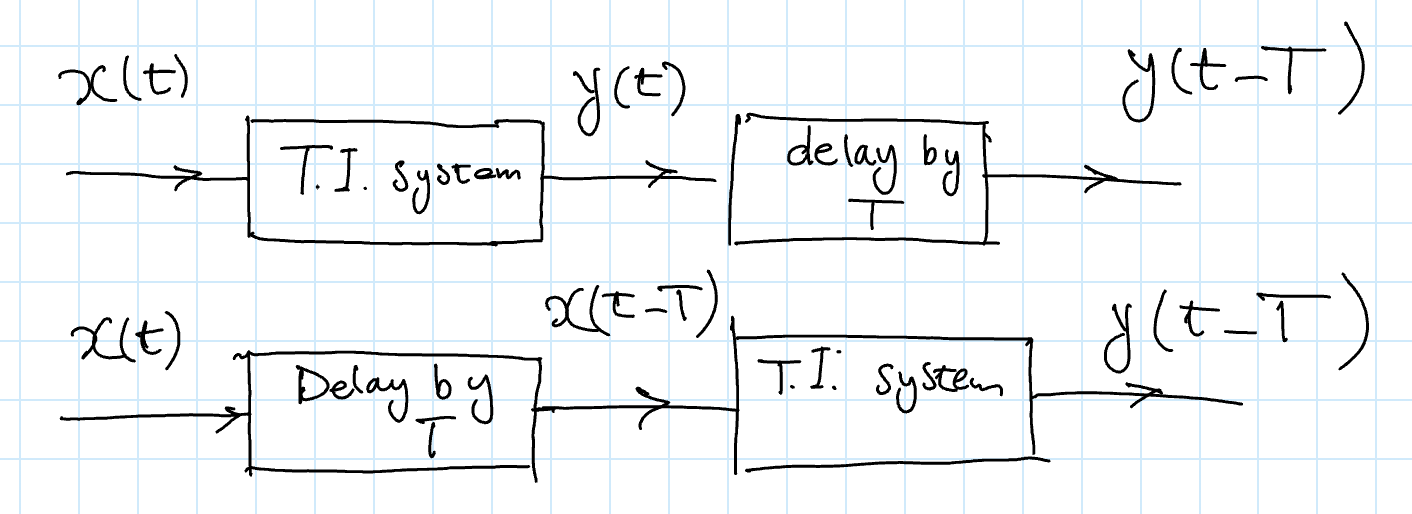 x(t)
y(t)
y(t-T)
T.I. system
delay by
T
x(t)
x(t-T)
y(t-T)
Delay by
T
T.I. system